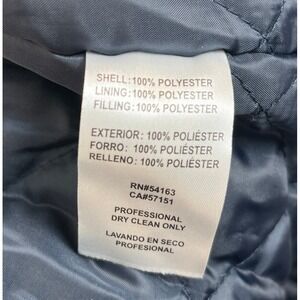 SHELL: 100% POLYESTER
LINING: 100% POLYESTER
FILLING: 100% POLYESTER
EXTERIOR: 100% POLIÉSTER
FORRO: 100% POLIÉSTER
RELLENO: 100% POLIÉSTER
RN#54163
CA#57151
PROFESSIONAL
DRY CLEAN ONLY
LAVANDO EN SECO
PROFESIONAL